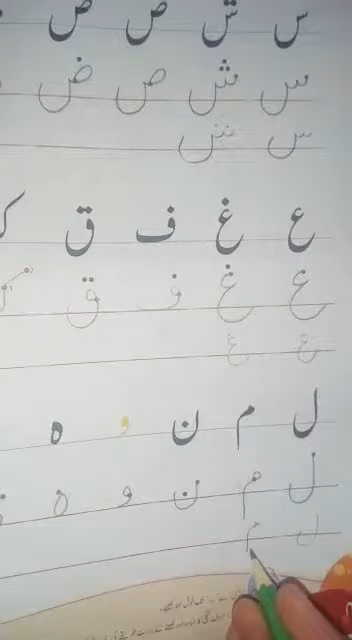 س ش ص ض
س ش ص ض
س ش
ع غ ف ق
ع غ ف ق
ع غ
ل م ن و ہ
ل م ن و ہ
ل م